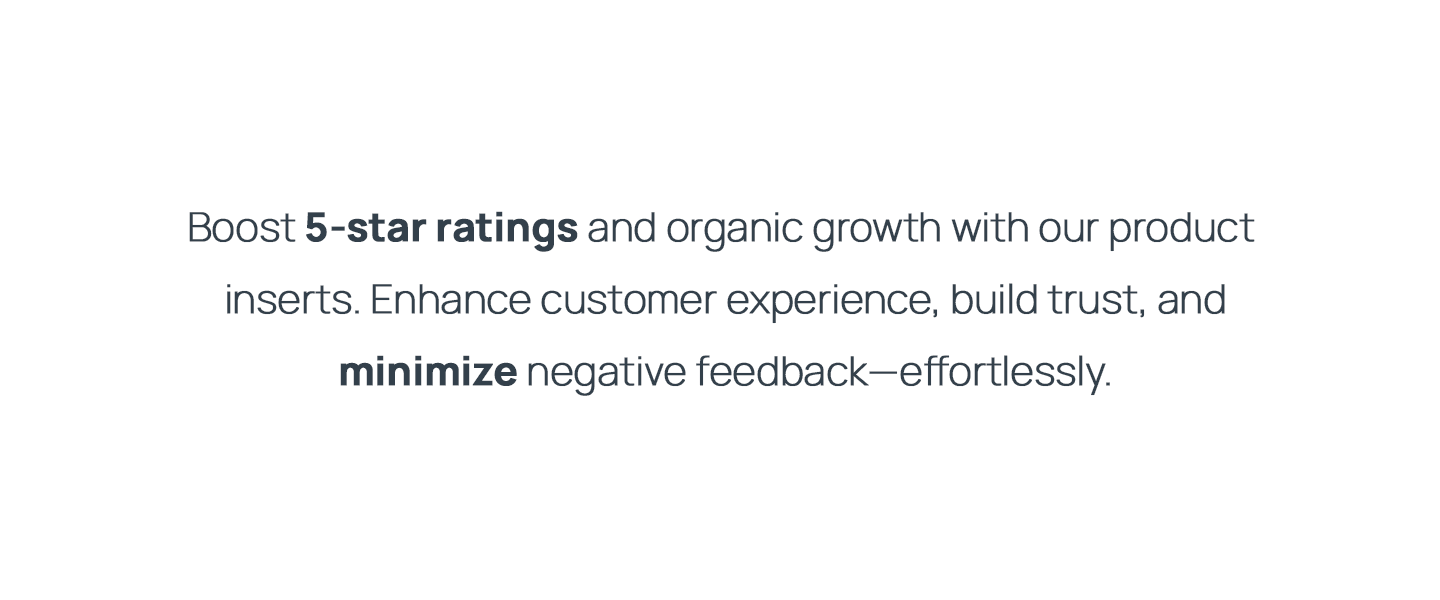 Boost 5-star ratings and organic growth with our product
inserts. Enhance customer experience, build trust, and
minimize negative feedback—effortlessly.